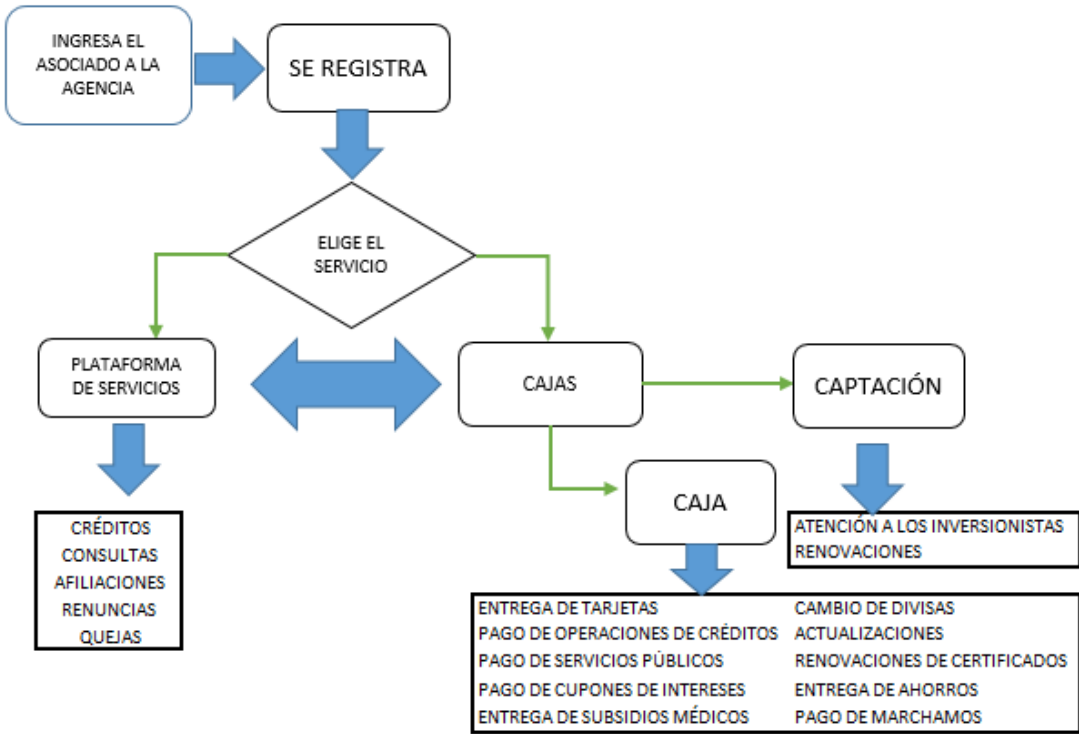 INGRESA EL
ASOCIADO A LA
AGENCIA
SE REGISTRA
ELIGE EL
SERVICIO
PLATAFORMA
DE SERVICIOS
CAJAS
CAPTACIÓN
CAJA
CRÉDITOS
CONSULTAS
AFILIACIONES
RENUNCIAS
QUEJAS
ATENCIÓN A LOS INVERSIONISTAS
RENOVACIONES
ENTREGA DE TARJETAS
PAGO DE OPERACIONES DE CRÉDITOS
PAGO DE SERVICIOS PÚBLICOS
PAGO DE CUPONES DE INTERESES
ENTREGA DE SUBSIDIOS MÉDICOS
CAMBIO DE DIVISAS
ACTUALIZACIONES
RENOVACIONES DE CERTIFICADOS
ENTREGA DE AHORROS
PAGO DE MARCHAMOS